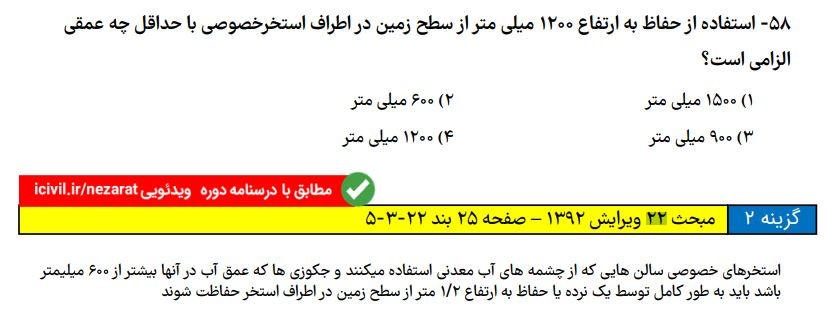 ۵۸- استفاده از حفاظ به ارتفاع ۱۲۰۰ میلی متر از سطح زمین در اطراف استخرخصوصی با حداقل چه عمقی
الزامی است؟
۱) ۱۵۰۰ میلی متر ۲) ۶۰۰ میلی متر
۳) ۹۰۰ میلی متر ۴) ۱۲۰۰ میلی متر
مطابق با درسنامه دوره ویدئویی icivil.ir/nezarat
گزینه ۲ مبحث ۲۲ ویرایش ۱۳۹۲ – صفحه ۲۵ بند ۲۲-۳-۵
استخرهای خصوصی سالن هایی که از چشمه های آب معدنی استفاده میکنند و جکوزی ها که عمق آب در آنها بیشتر از ۶۰۰ میلیمتر
باشد باید به طور کامل توسط یک نرده یا حفاظ به ارتفاع ۱/۲ متر از سطح زمین در اطراف استخر حفاظت شوند